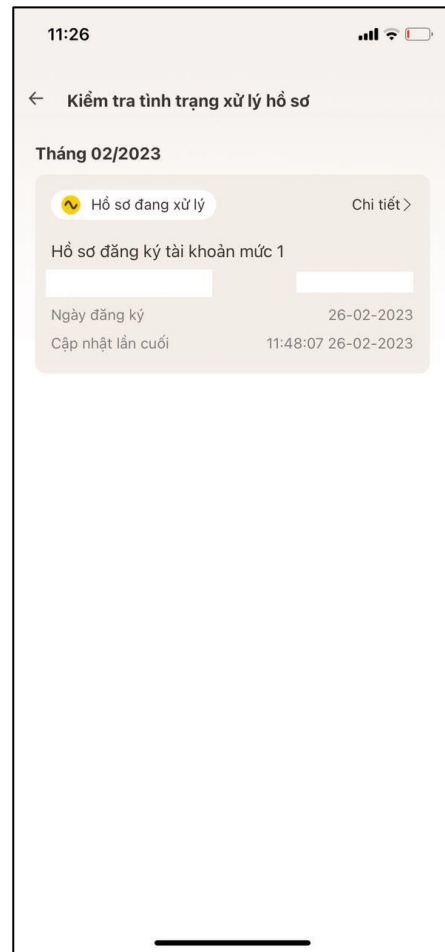 11:26
Kiểm tra tình trạng xử lý hồ sơ
Tháng 02/2023
Hồ sơ đang xử lý Chi tiết
Hồ sơ đăng ký tài khoản mức 1
Ngày đăng ký 26-02-2023
Cập nhật lần cuối 11:48:07 26-02-2023